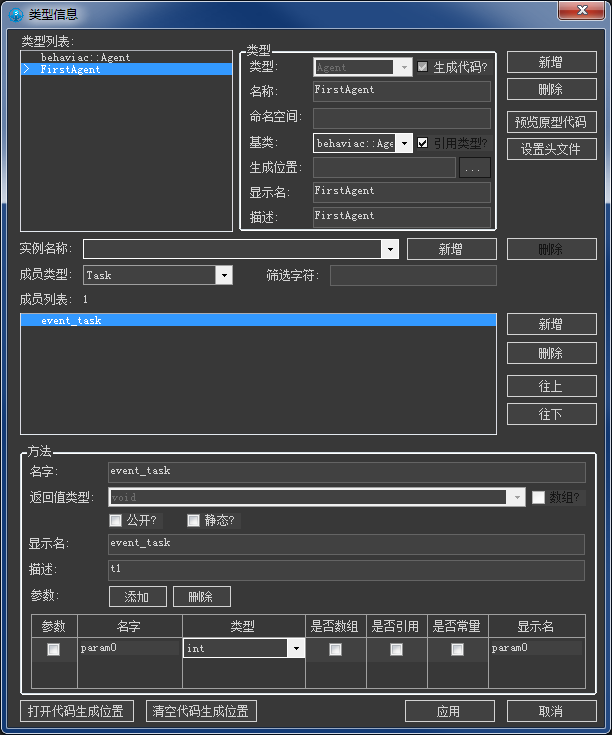 类型信息
类型列表:
behaviac::Agent
> FirstAgent
类型
类型: Agent 生成代码?
名称: FirstAgent
命名空间:
基类: behaviac::Age 引用类型?
生成位置: ...
显示名: FirstAgent
描述: FirstAgent
新增
删除
预览原型代码
设置头文件
实例名称: 新增 删除
成员类型: Task 筛选字符:
成员列表: 1
event_task
新增
删除
往上
往下
方法
名字: event_task
返回值类型: void 数组?
公开? 静态?
显示名: event_task
描述: t1
参数: 添加 删除
参数 名字 类型 是否数组 是否引用 是否常量 显示名
param0 int param0
打开代码生成位置 清空代码生成位置 应用 取消